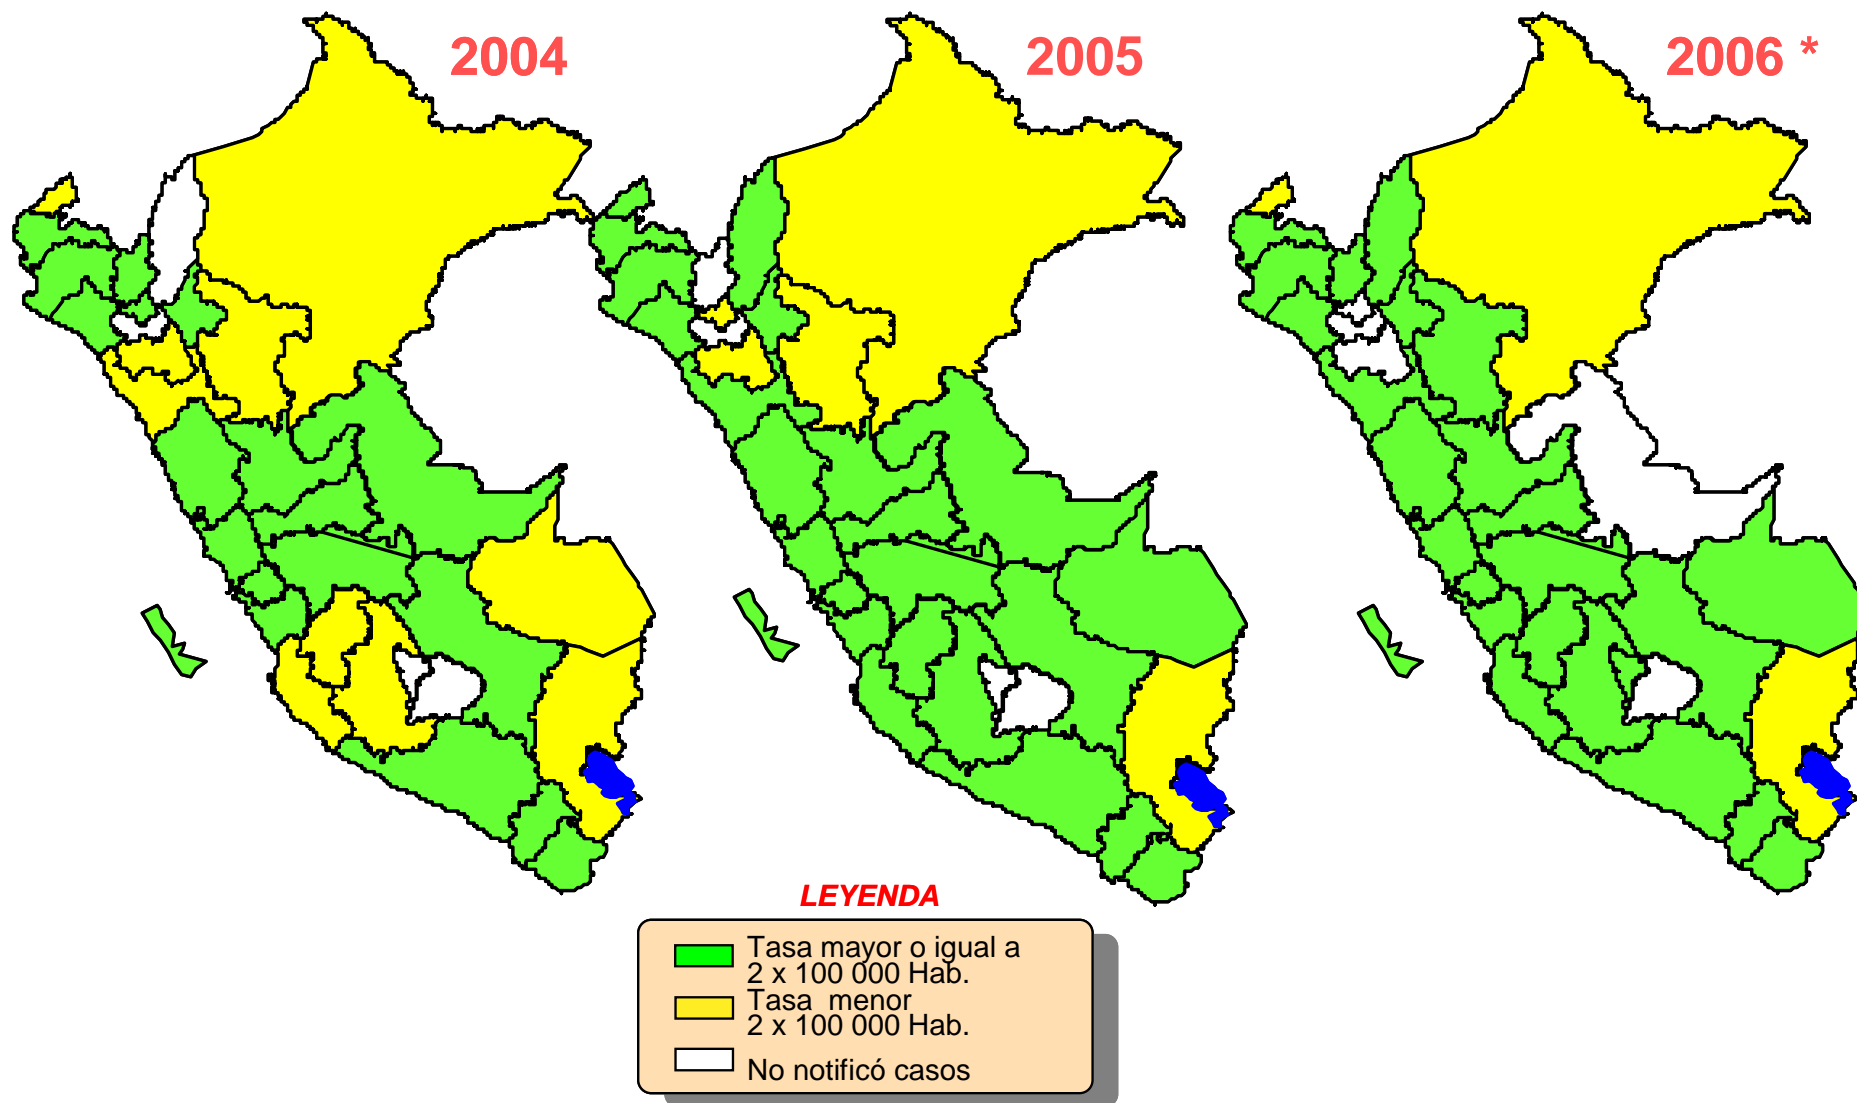 2004
2005
2006 *
LEYENDA
Tasa mayor o igual a
2 x 100 000 Hab.
Tasa menor
2 x 100 000 Hab.
No notificó casos